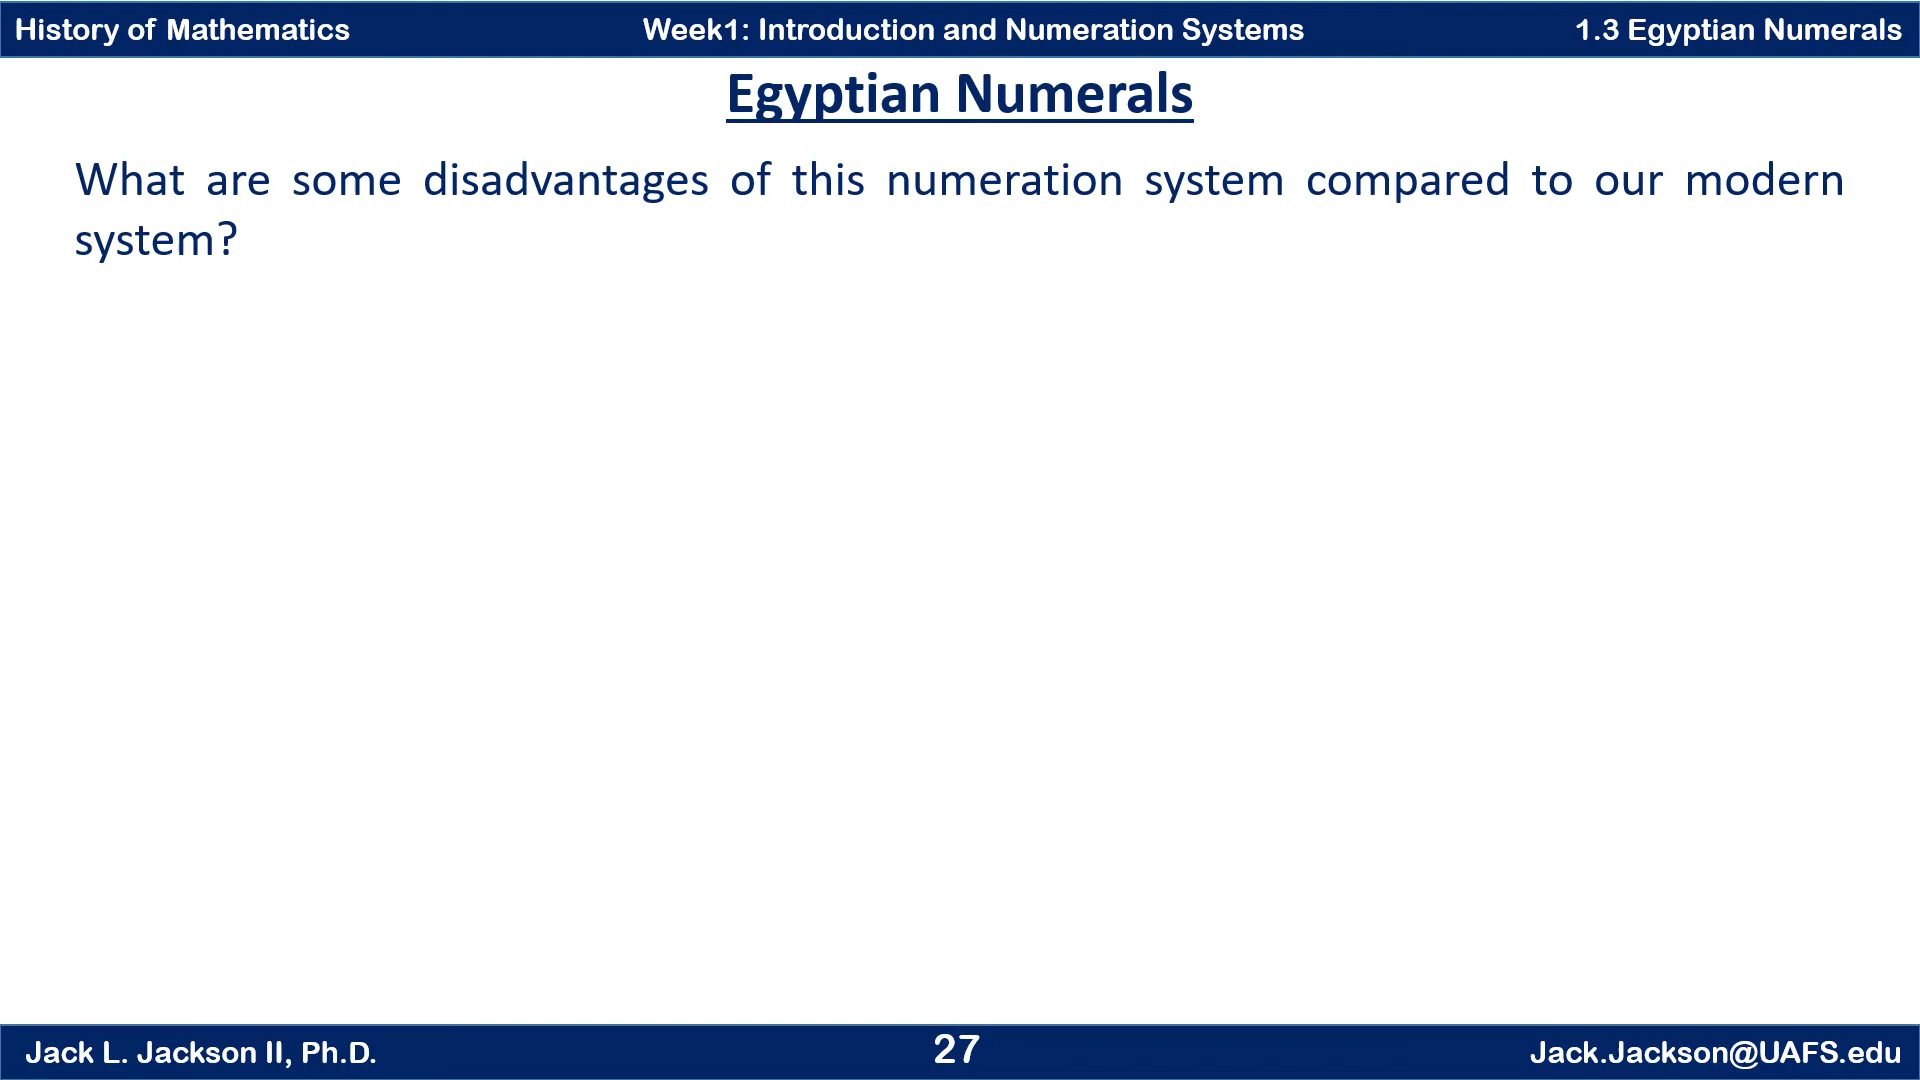 History of Mathematics Week1: Introduction and Numeration Systems 1.3 Egyptian Numerals
Egyptian Numerals
What are some disadvantages of this numeration system compared to our modern
system?
Jack L. Jackson II, Ph.D. 27 Jack.Jackson@UAFS.edu